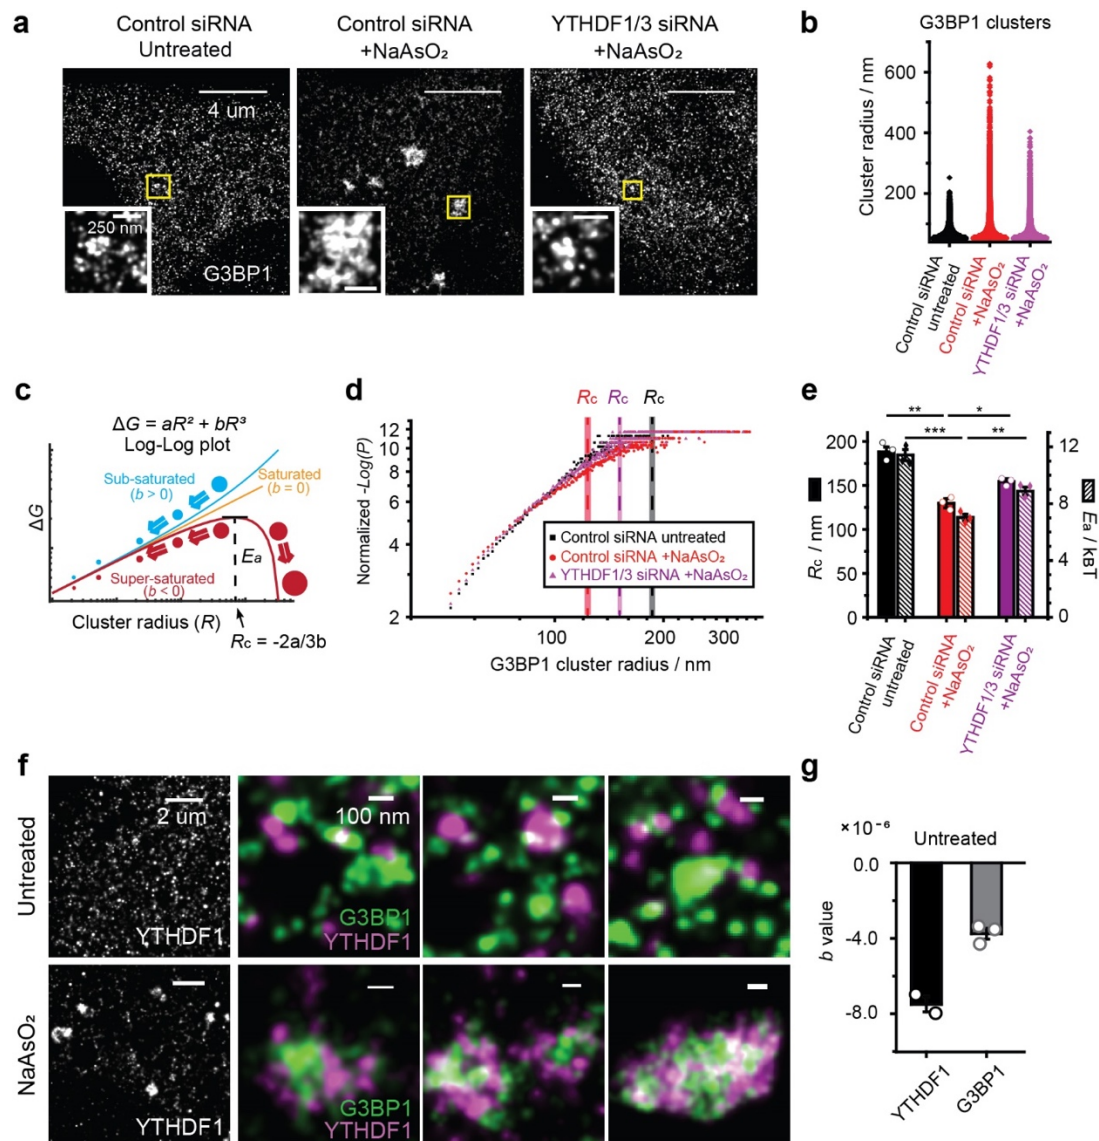 a
Control siRNA
Untreated
Control siRNA
+NaAsO₂
YTHDF1/3 siRNA
+NaAsO₂
4 um
250 nm
G3BP1
b
G3BP1 clusters
Cluster radius / nm
600
400
200
Control siRNA
untreated
Control siRNA
+NaAsO₂
YTHDF1/3 siRNA
+NaAsO₂
c
ΔG = aR² + bR³
Log-Log plot
Sub-saturated
(b > 0)
Saturated
(b = 0)
ΔG
Eₐ
Super-saturated
(b < 0)
Cluster radius (R)
Rc = -2a/3b
d
Rc Rc Rc
Normalized -Log(P)
12
10
8
6
4
2
Control siRNA untreated
Control siRNA +NaAsO₂
YTHDF1/3 siRNA +NaAsO₂
100 200 300
G3BP1 cluster radius / nm
e
** *
*** **
Rc / nm
200
150
100
50
0
12
9
6
3
0
Ea / kBT
Control siRNA
untreated
Control siRNA
+NaAsO₂
YTHDF1/3 siRNA
+NaAsO₂
f
Untreated
2 um
YTHDF1
100 nm
G3BP1
YTHDF1
NaAsO₂
YTHDF1
G3BP1
YTHDF1
g
× 10⁻⁶
Untreated
b value
0.0
-4.0
-8.0
YTHDF1
G3BP1